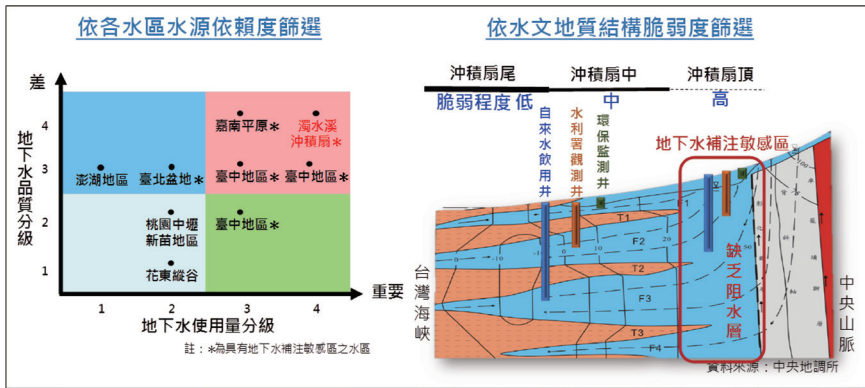 依各水區水源依賴度篩選
差
地下水品質分級
4
3
2
1
嘉南平原*
濁水溪
沖積扇*
澎湖地區
臺北盆地*
臺中地區*
臺中地區*
桃園中壢
新苗地區
臺中地區*
花東縱谷
1
2
3
4
重要
地下水使用量分級
註：*為具有地下水補注敏感區之水區
依水文地質結構脆弱度篩選
沖積扇尾
沖積扇中
沖積扇頂
脆弱程度 低
中
高
自來水飲用井
水利署觀測井
環保監測井
地下水補注敏感區
F1
T1
F2
T2
F3
T3
F4
-10
0
10
20
50
100
缺乏阻水層
台灣海峽
中央山脈
資料來源：中央地調所